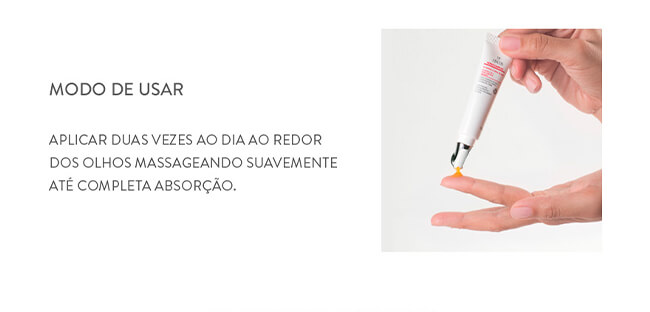 MODO DE USAR
APLICAR DUAS VEZES AO DIA AO REDOR
DOS OLHOS MASSAGEANDO SUAVEMENTE
ATÉ COMPLETA ABSORÇÃO.